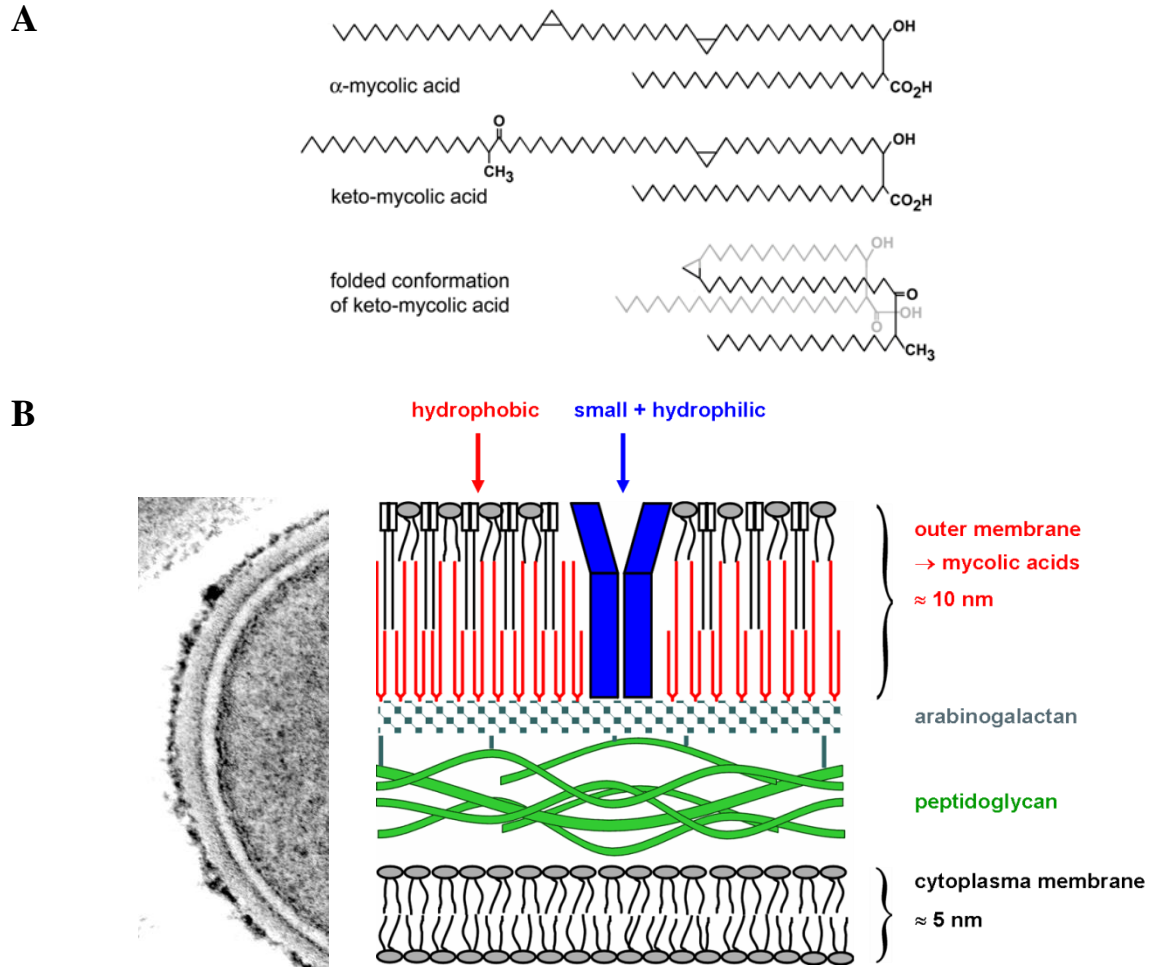 A
OH
CO₂H
α-mycolic acid
O
OH
CH₃
CO₂H
keto-mycolic acid
OH
folded conformation
of keto-mycolic acid
O
OH
O
CH₃
B
hydrophobic
small + hydrophilic
outer membrane
→ mycolic acids
≈ 10 nm
arabinogalactan
peptidoglycan
cytoplasma membrane
≈ 5 nm